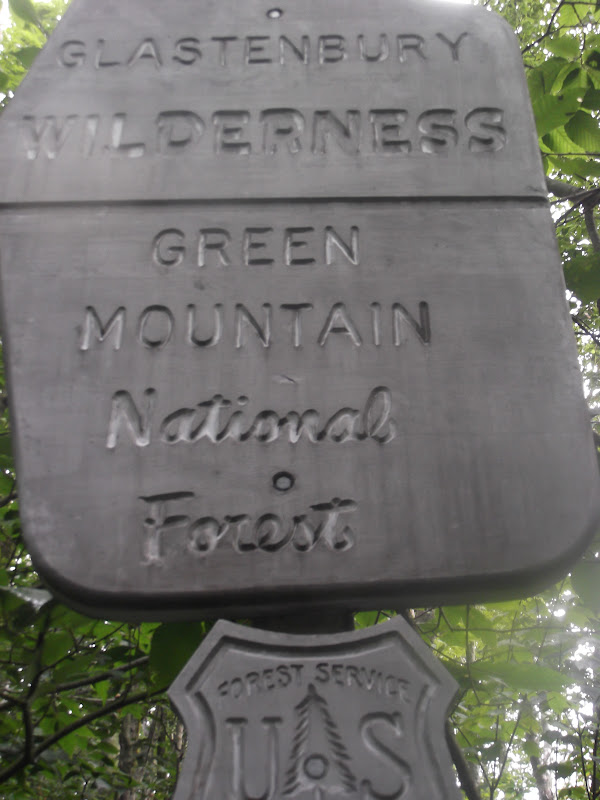 GLASTENBURY
WILDERNESS
GREEN
MOUNTAIN
National
Forest
FOREST SERVICE
U S